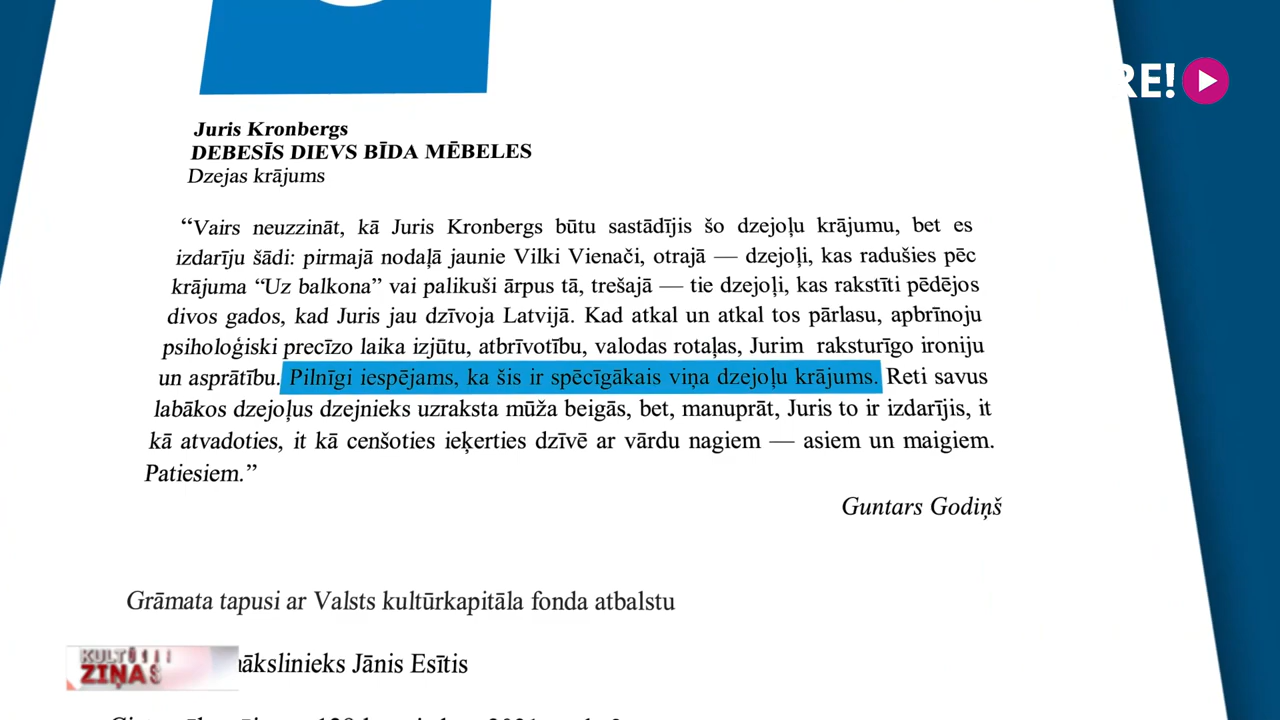 RE!
Juris Kronbergs
DEBESĪS DIEVS BĪDA MĒBELES
Dzejas krājums
“Vairs neuzzināt, kā Juris Kronbergs būtu sastādījis šo dzejoļu krājumu, bet es
izdarīju šādi: pirmajā nodaļā jaunie Vilki Vienači, otrajā — dzejoļi, kas radušies pēc
krājuma “Uz balkona” vai palikuši ārpus tā, trešajā — tie dzejoļi, kas rakstīti pēdējos
divos gados, kad Juris jau dzīvoja Latvijā. Kad atkal un atkal tos pārlasu, apbrīnoju
psiholoģiski precīzo laika izjūtu, atbrīvotību, valodas rotaļas, Jurim raksturīgo ironiju
un asprātību. Pilnīgi iespējams, ka šis ir spēcīgākais viņa dzejoļu krājums. Reti savus
labākos dzejoļus dzejnieks uzraksta mūža beigās, bet, manuprāt, Juris to ir izdarījis, it
kā atvadoties, it kā cenšoties ieķerties dzīvē ar vārdu nagiem — asiem un maigiem.
Patiesiem.”
Guntars Godiņš
Grāmata tapusi ar Valsts kultūrkapitāla fonda atbalstu
ākslinieks Jānis Esītis
ZIŅAS